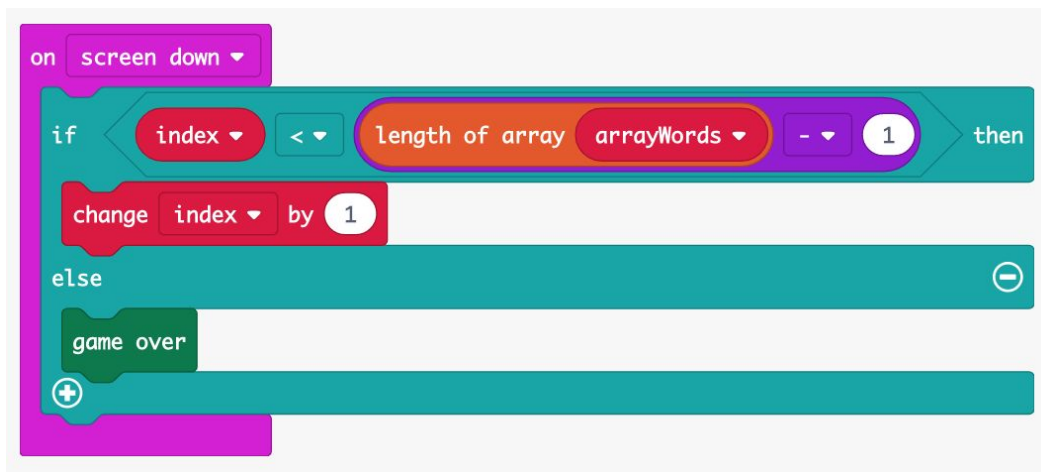 on screen down
if index < length of array arrayWords - 1 then
change index by 1
else
game over